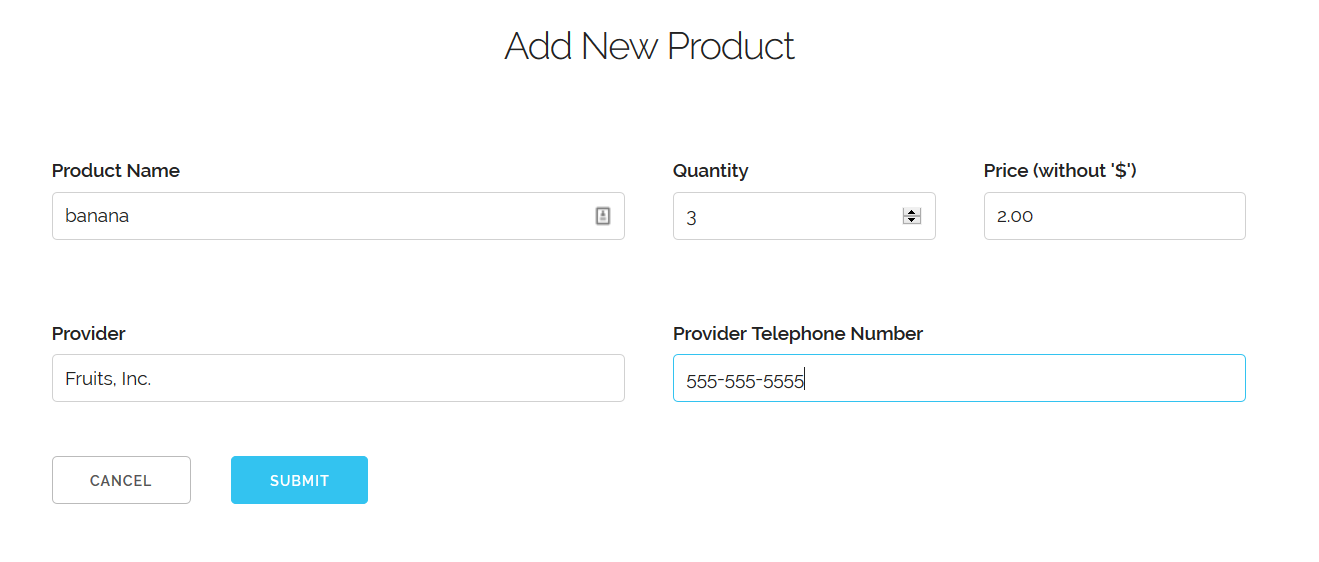 Add New Product
Product Name
Quantity
Price (without '$')
banana
3
2.00
Provider
Provider Telephone Number
Fruits, Inc.
555-555-5555
CANCEL
SUBMIT